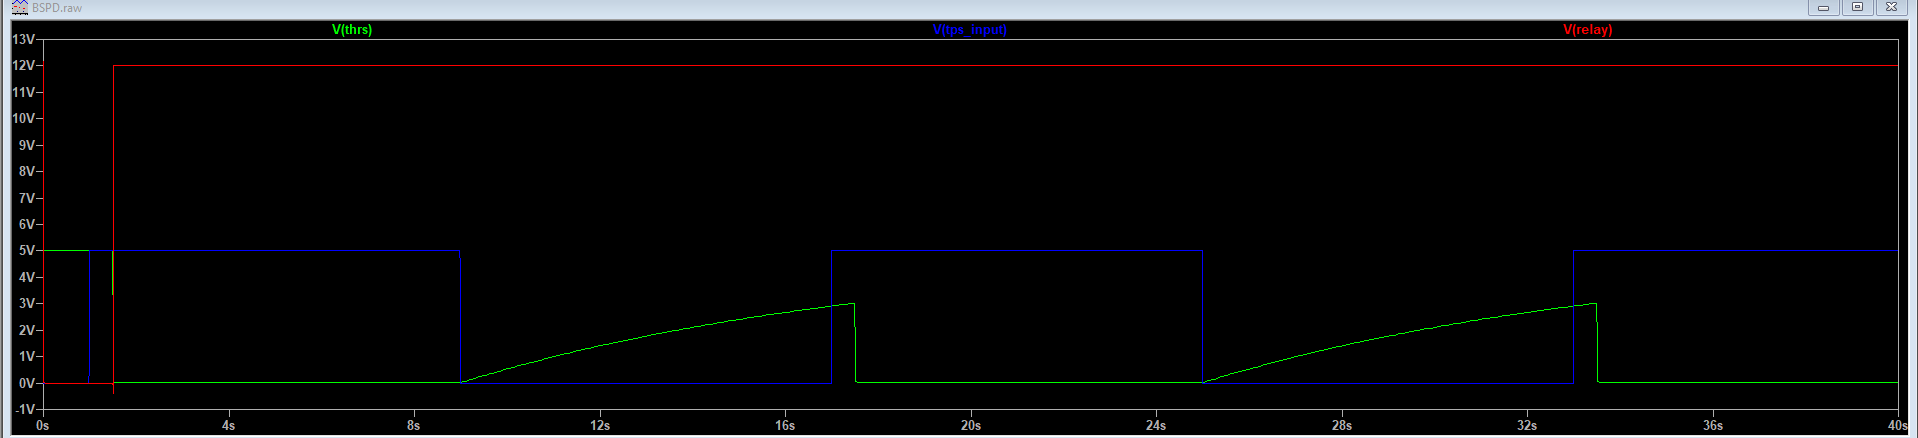 BSPD.raw
V(thrs) V(tps_input) V(relay)
13V
12V
11V
10V
9V
8V
7V
6V
5V
4V
3V
2V
1V
0V
-1V
0s 4s 8s 12s 16s 20s 24s 28s 32s 36s 40s